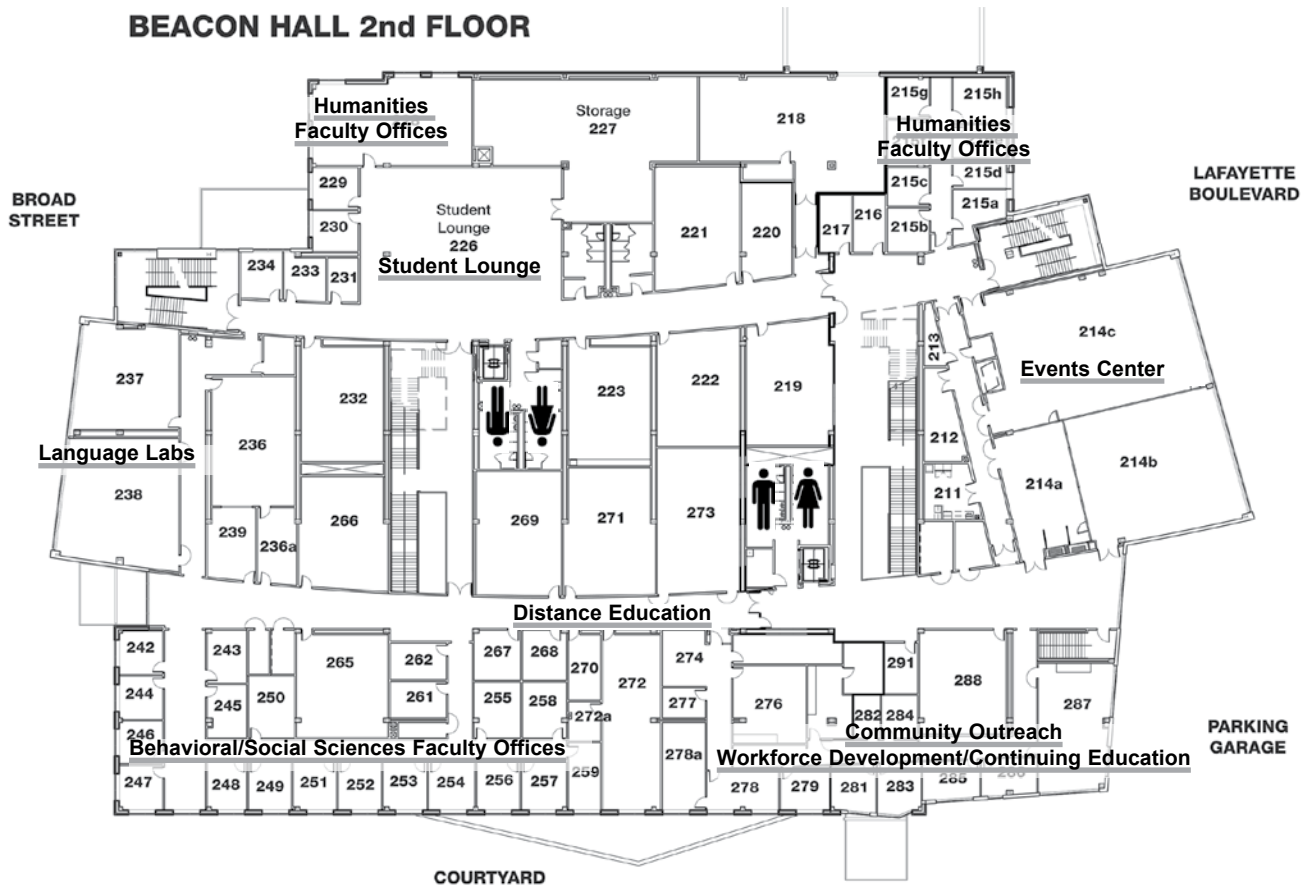 BEACON HALL 2nd FLOOR
Humanities
Faculty Offices
Storage
227
218
215g
215h
Humanities
Faculty Offices
215c
215d
215a
215b
LAFAYETTE
BOULEVARD
BROAD
STREET
229
230
Student
Lounge
226
Student Lounge
221
220
217
216
234
233
231
237
232
223
222
219
213
214c
Events Center
236
212
Language Labs
238
214b
214a
211
239
236a
266
269
271
273
Distance Education
242
243
265
262
267
268
270
272
274
291
288
244
245
250
261
255
258
272a
277
276
282
284
287
246
Behavioral/Social Sciences Faculty Offices
Community Outreach
Workforce Development/Continuing Education
PARKING
GARAGE
247
248
249
251
252
253
254
256
257
259
278a
278
279
281
283
285
COURTYARD